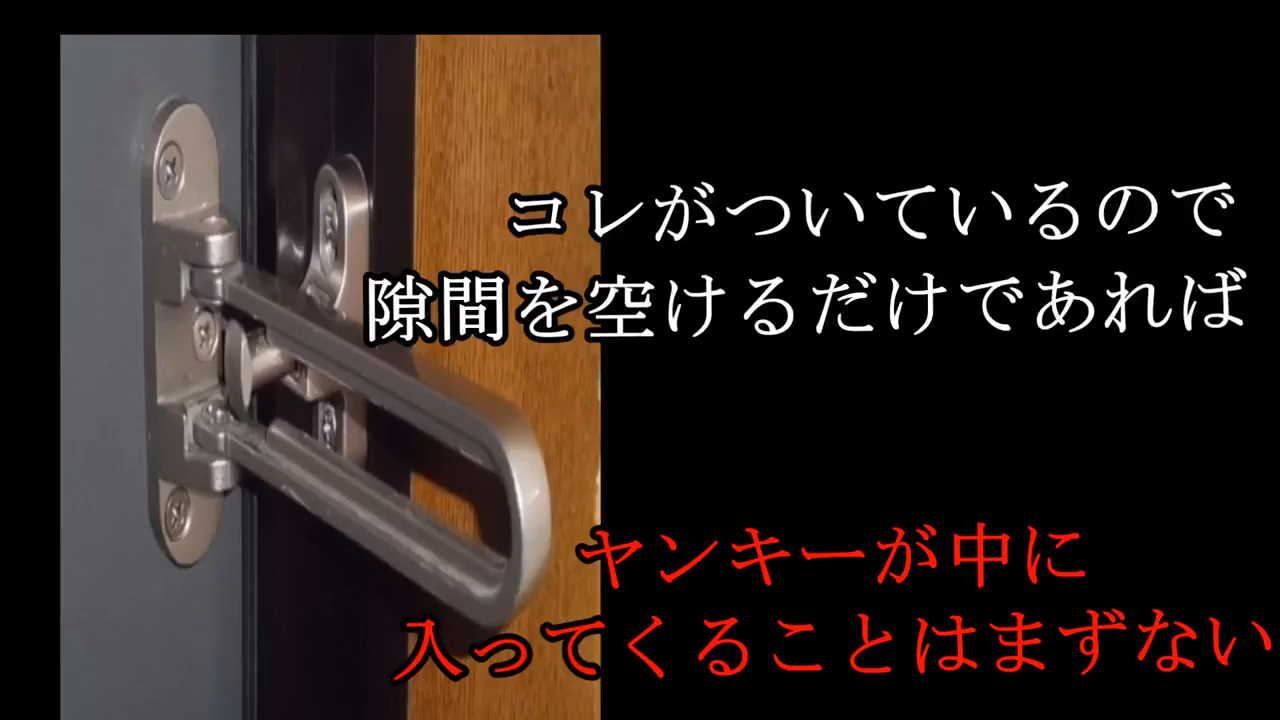 コレがついているので
隙間を空けるだけであれば
ヤンキーが中に
入ってくることはまずない